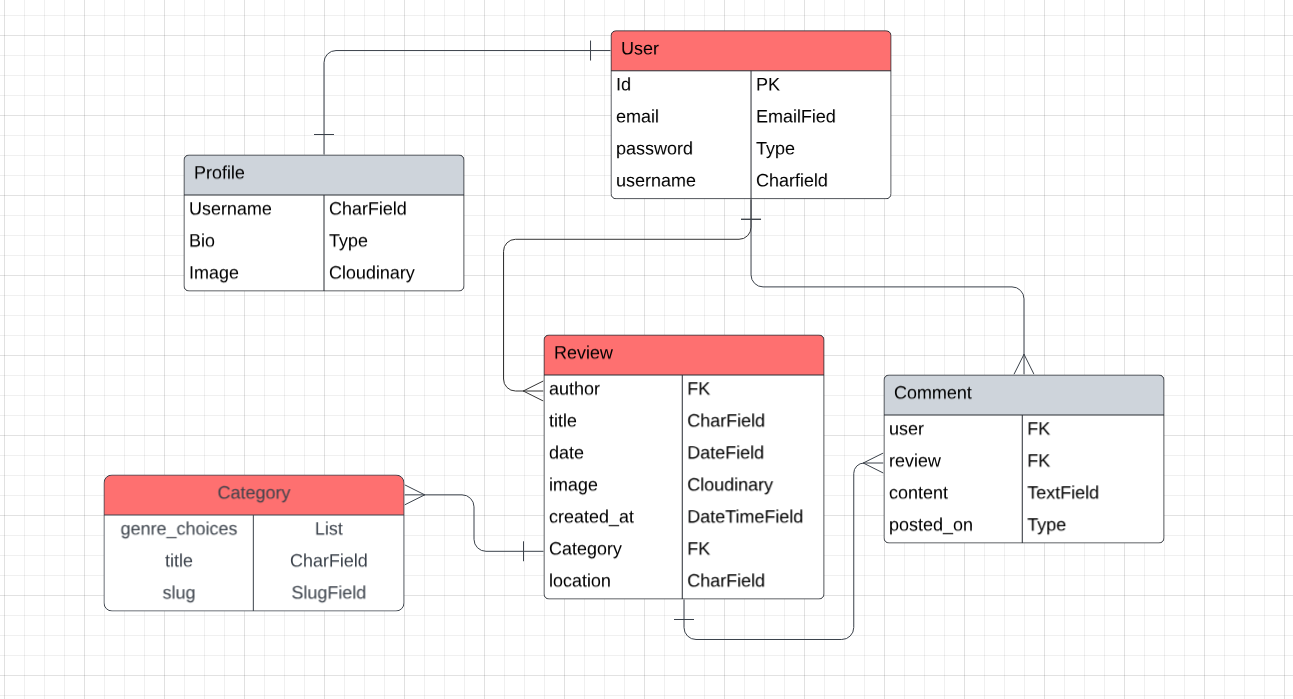 User
Id PK
email EmailFied
password Type
username Charfield
Profile
Username CharField
Bio Type
Image Cloudinary
Review
author FK
title CharField
date DateField
image Cloudinary
created_at DateTimeField
Category FK
location CharField
Comment
user FK
review FK
content TextField
posted_on Type
Category
genre_choices List
title CharField
slug SlugField